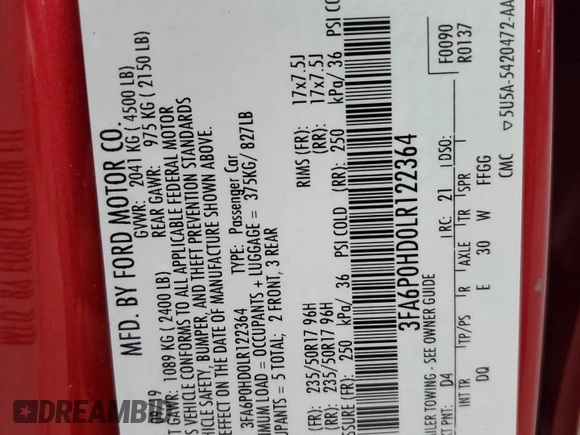 MFD. BY FORD MOTOR CO.
GVWR: 2041 KG ( 4500 LB)
1089 KG ( 2400 LB) REAR GAWR: 975 KG ( 2150 LB)
VEHICLE CONFORMS TO ALL APPLICABLE FEDERAL MOTOR
VEHICLE SAFETY, BUMPER, AND THEFT PREVENTION STANDARDS
EFFECT ON THE DATE OF MANUFACTURE SHOWN ABOVE.
3FA6P0HD0LR122364 TYPE: Passenger Car
LOAD = OCCUPANTS + LUGGAGE = 375KG/ 827LB
5 TOTAL: 2 FRONT, 3 REAR
(FR): 235/50R17 96H RIMS (FR): 17x7.5J
(RR): 235/50R17 96H (RR): 17x7.5J
(FR): 250 kPa/ 36 PSI COLD (RR): 250 kPa/ 36 PSI
3FA6P0HD0LR122364
TOWING - SEE OWNER GUIDE F0090
PNT: D4 RC: 21 DSO: R0137
INT TR TP/PS R AXLE TR SPR
DQ E 30 W FFGG
CMC ▽5U5A-5420472-AA
DAMAGED ID.COM